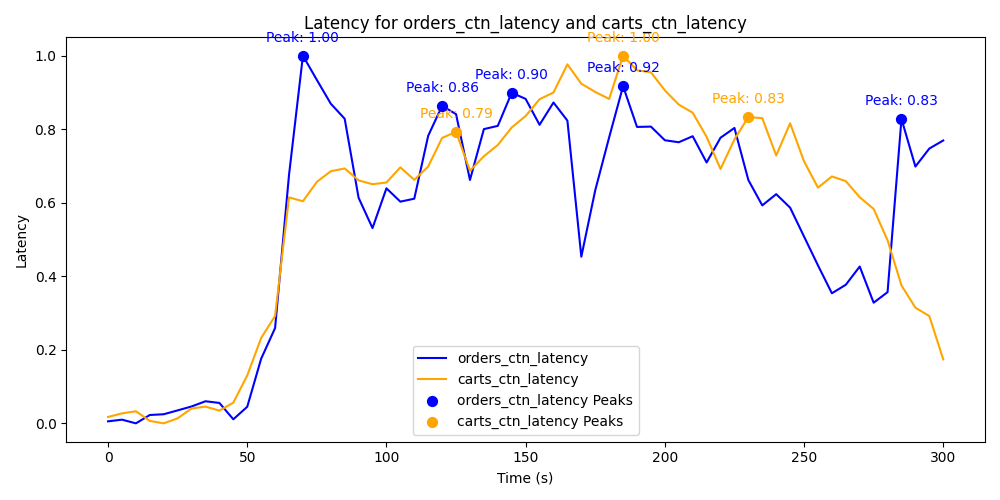 Latency for orders_ctn_latency and carts_ctn_latency
Peak: 1.00
Peak: 1.00
Peak: 0.92
Peak: 0.90
Peak: 0.86
Peak: 0.79
Peak: 0.83
Peak: 0.83
1.0
0.8
0.6
0.4
0.2
0.0
Latency
orders_ctn_latency
carts_ctn_latency
orders_ctn_latency Peaks
carts_ctn_latency Peaks
0 50 100 150 200 250 300
Time (s)